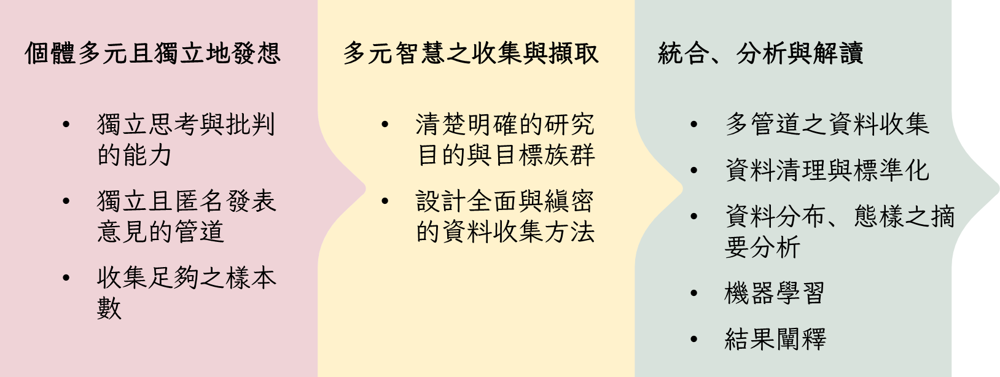 個體多元且獨立地發想
• 獨立思考與批判
的能力
• 獨立且匿名發表
意見的管道
• 收集足夠之樣本
數
多元智慧之收集與擷取
• 清楚明確的研究
目的與目標族群
• 設計全面與縝密
的資料收集方法
統合、分析與解讀
• 多管道之資料收集
• 資料清理與標準化
• 資料分布、態樣之摘
要分析
• 機器學習
• 結果闡釋